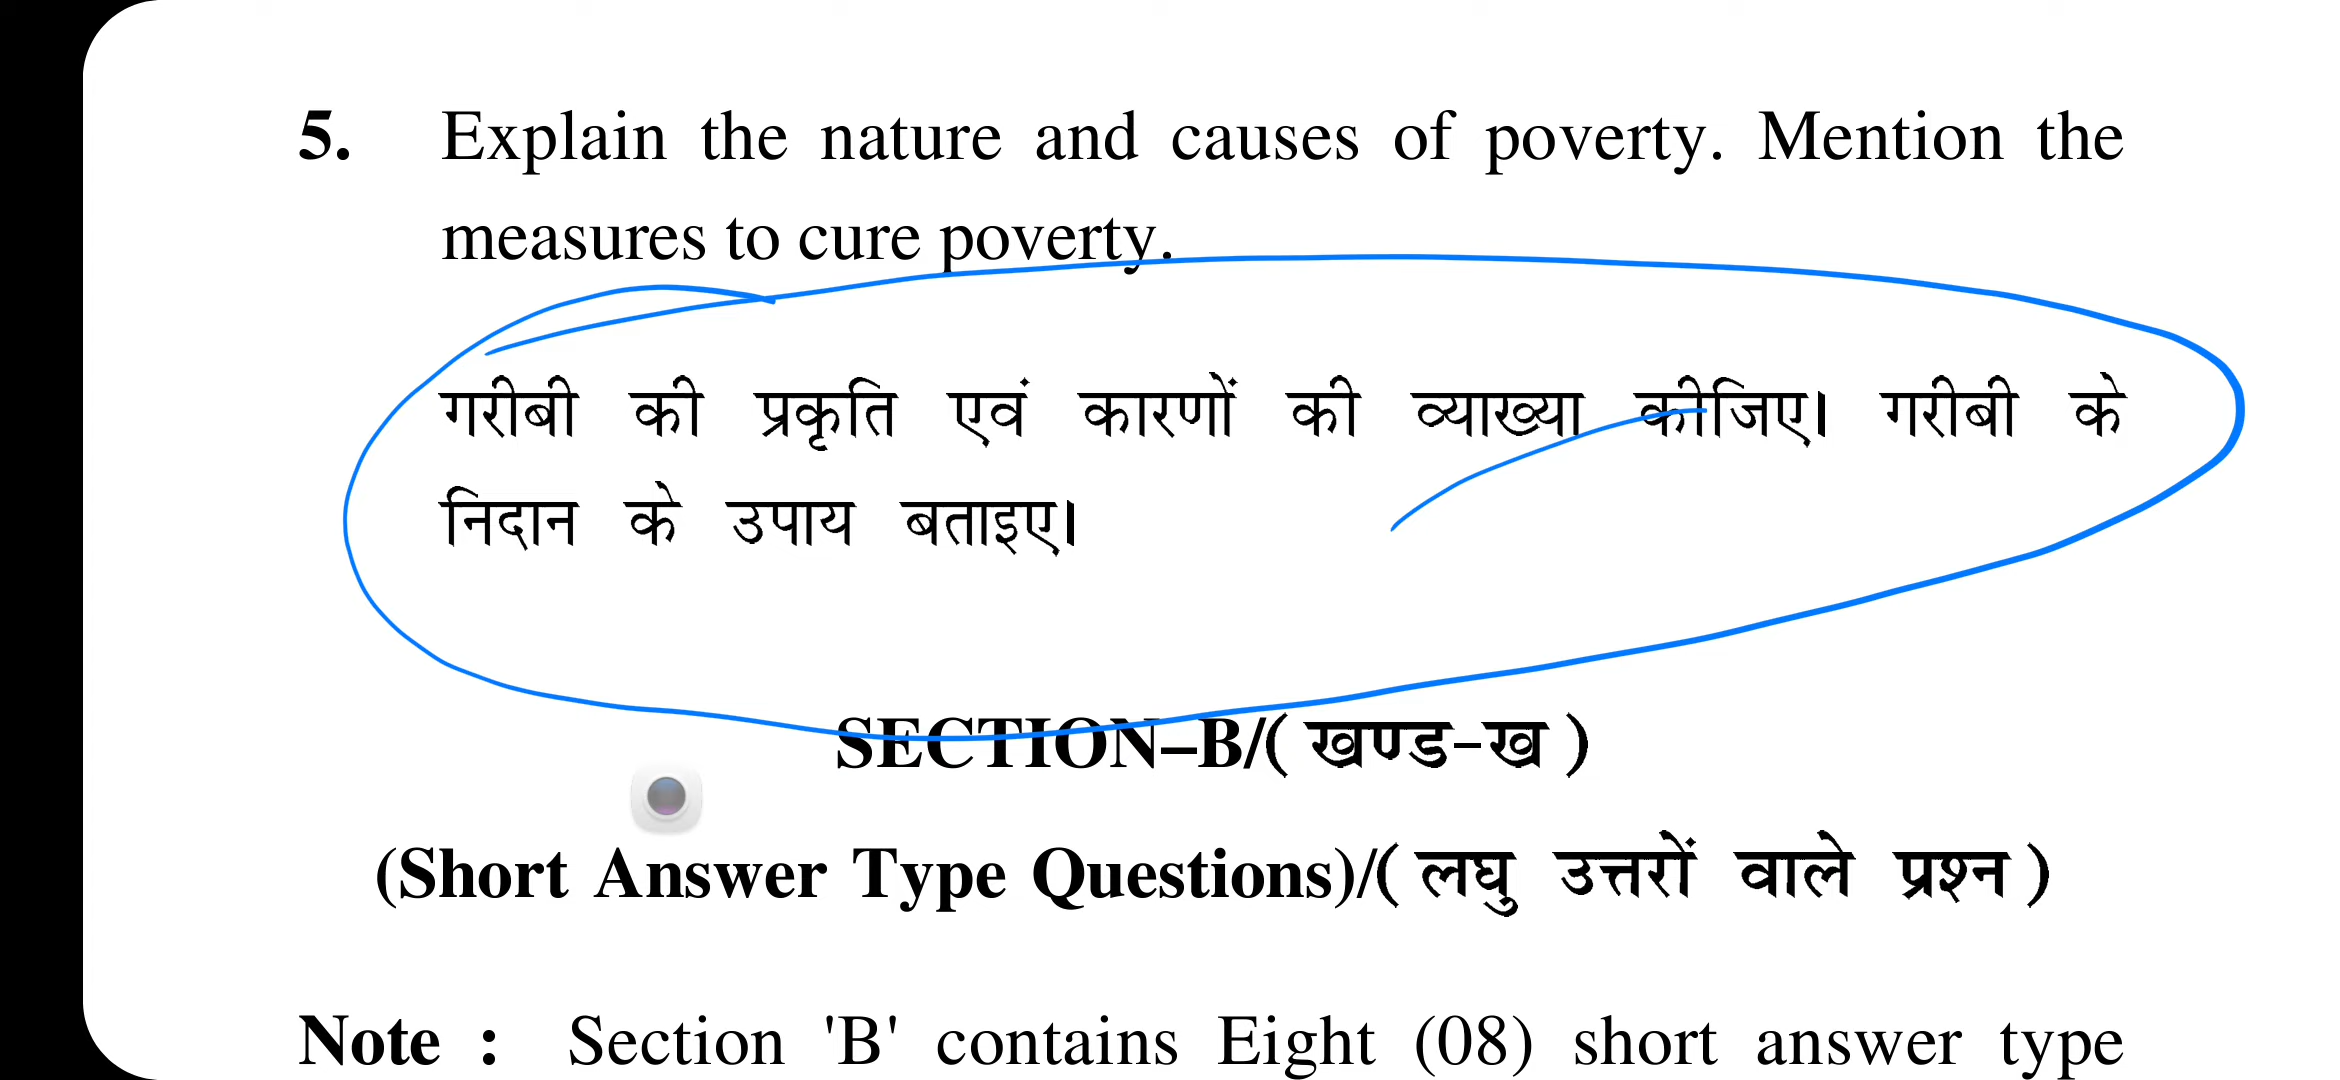 5. Explain the nature and causes of poverty. Mention the
measures to cure poverty.
गरीबी की प्रकृति एवं कारणों की व्याख्या कीजिए। गरीबी के
निदान के उपाय बताइए।
SECTION–B/( खण्ड-ख )
(Short Answer Type Questions)/( लघु उत्तरों वाले प्रश्न )
Note : Section 'B' contains Eight (08) short answer type